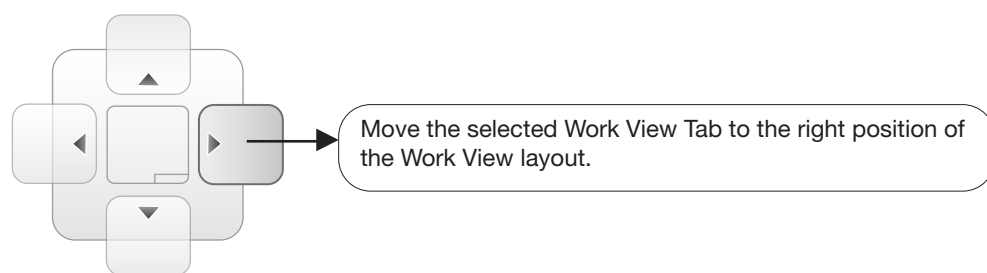 Move the selected Work View Tab to the right position of
the Work View layout.